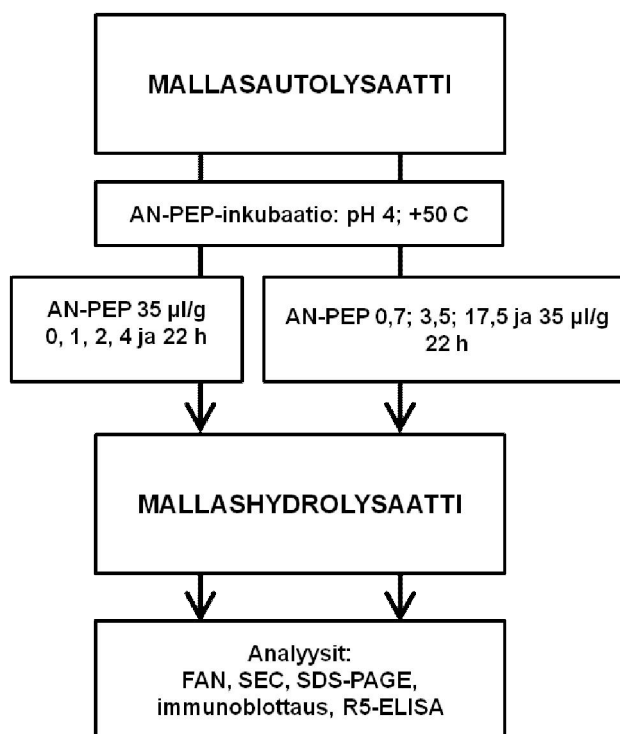 MALLASAUTOLYSAATTI
AN-PEP-inkubaatio: pH 4; +50 C
AN-PEP 35 µl/g
0, 1, 2, 4 ja 22 h
AN-PEP 0,7; 3,5; 17,5 ja 35 µl/g
22 h
MALLASHYDROLYSAATTI
Analyysit:
FAN, SEC, SDS-PAGE,
immunoblottaus, R5-ELISA